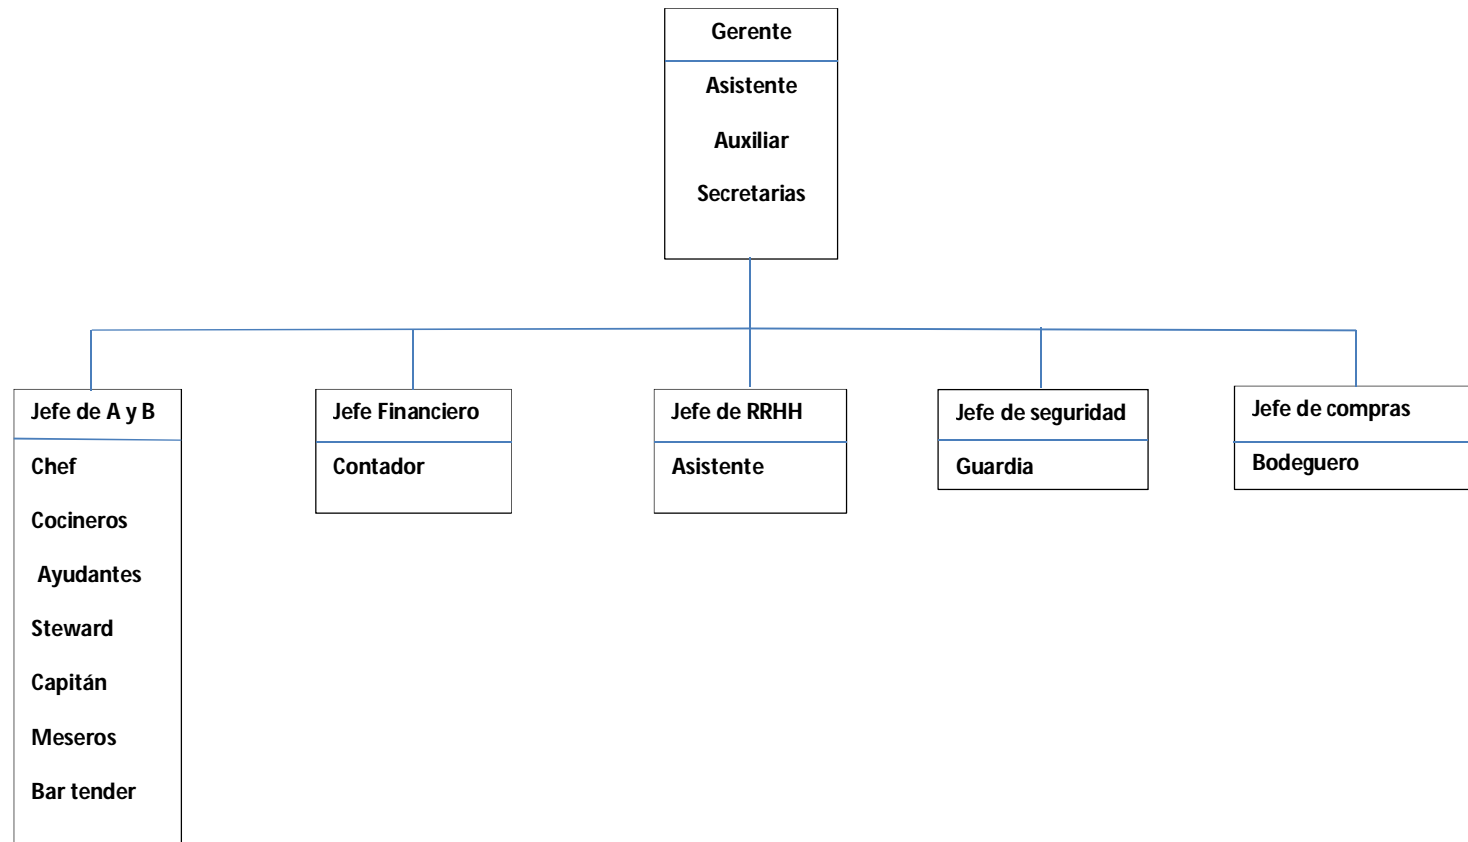 Gerente
Asistente
Auxiliar
Secretarias
Jefe de A y B
Chef
Cocineros
Ayudantes
Steward
Capitán
Meseros
Bar tender
Jefe Financiero
Contador
Jefe de RRHH
Asistente
Jefe de seguridad
Guardia
Jefe de compras
Bodeguero